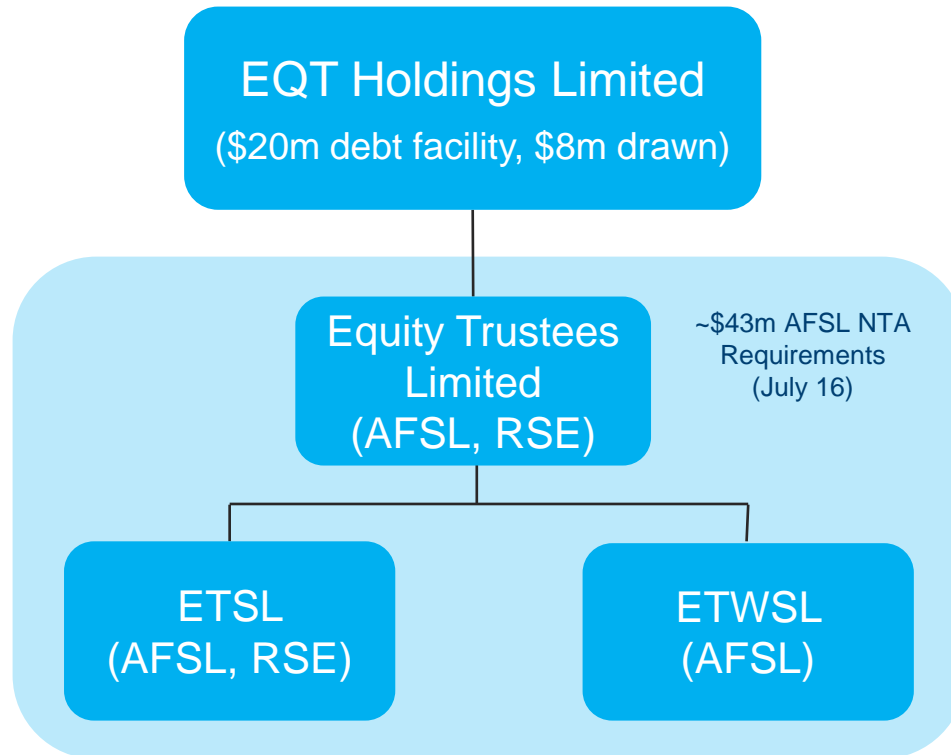 EQT Holdings Limited
($20m debt facility, $8m drawn)
Equity Trustees
Limited
(AFSL, RSE)
~$43m AFSL NTA
Requirements
(July 16)
ETSL
(AFSL, RSE)
ETWSL
(AFSL)